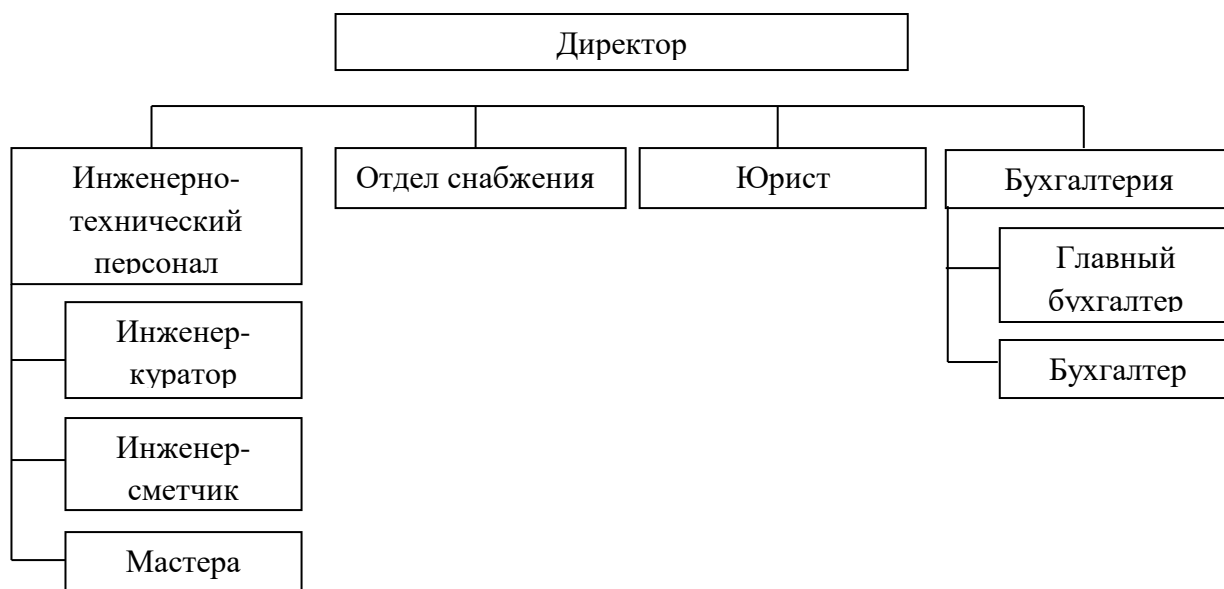 Директор
Инженерно-
технический
персонал
Отдел снабжения
Юрист
Бухгалтерия
Инженер-
куратор
Инженер-
сметчик
Мастера
Главный
бухгалтер
Бухгалтер